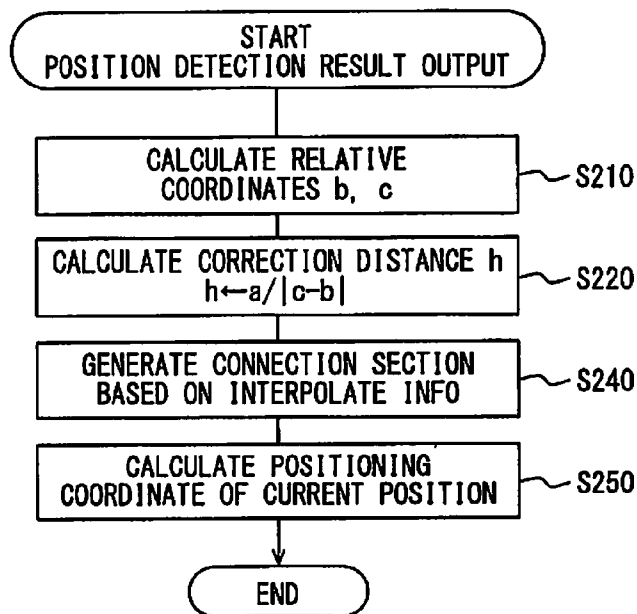 START
POSITION DETECTION RESULT OUTPUT
CALCULATE RELATIVE
COORDINATES b, c
S210
CALCULATE CORRECTION DISTANCE h
h←a/|c-b|
S220
GENERATE CONNECTION SECTION
BASED ON INTERPOLATE INFO
S240
CALCULATE POSITIONING
COORDINATE OF CURRENT POSITION
S250
END